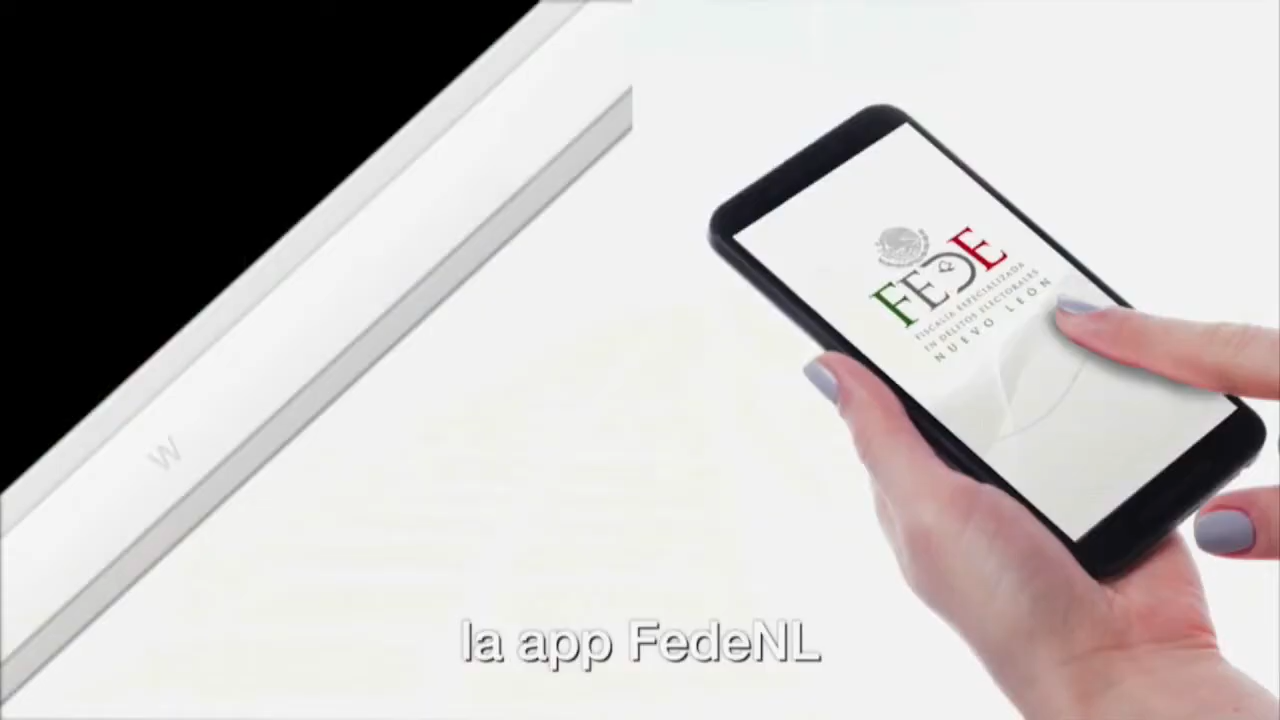 W
FEDE
FISCALÍA ESPECIALIZADA
EN DELITOS ELECTORALES
NUEVO LEÓN
la app FedeNL